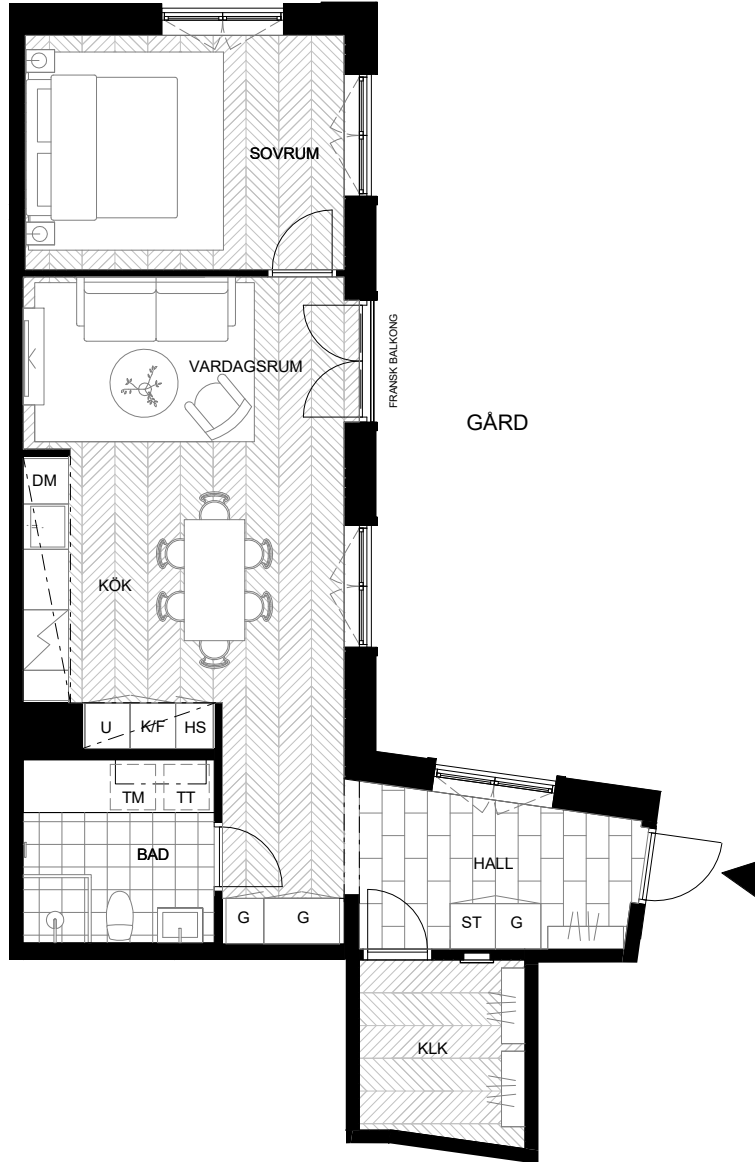 SOVRUM
VARDAGSRUM
FRANSK BALKONG
GÅRD
DM
KÖK
U
K/F
HS
TM
TT
BAD
HALL
G
G
ST
G
KLK